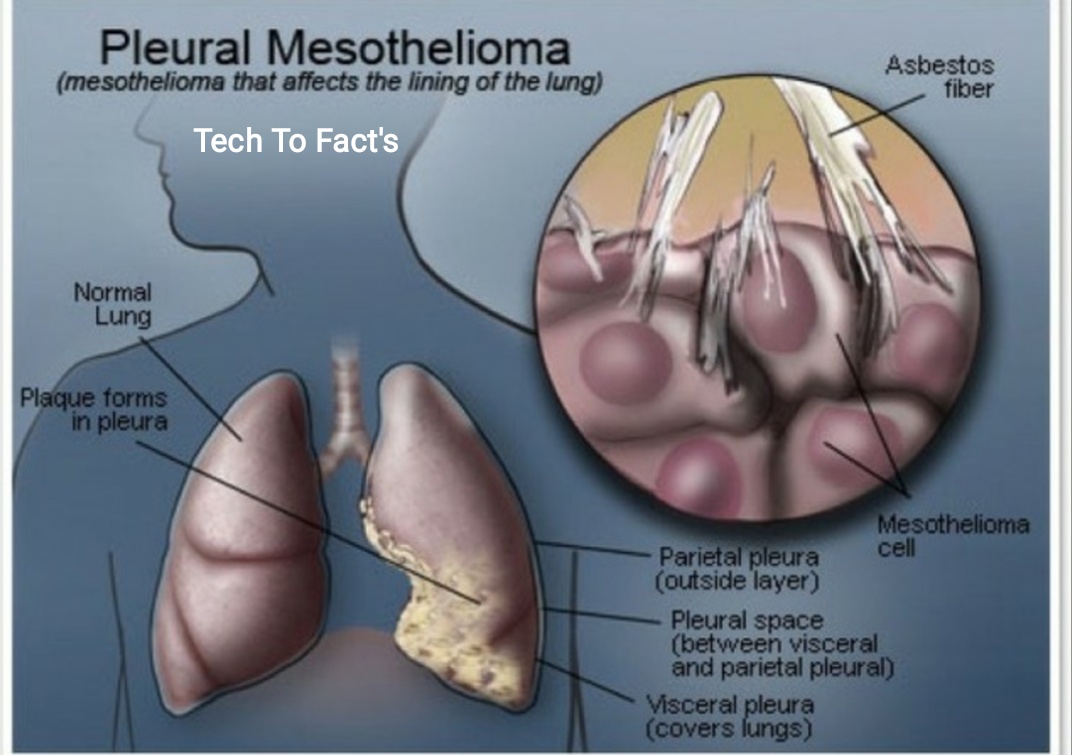 Pleural Mesothelioma
(mesothelioma that affects the lining of the lung)
Tech To Fact's
Asbestos
fiber
Normal
Lung
Plaque forms
in pleura
Mesothelioma
cell
Parietal pleura
(outside layer)
Pleural space
(between visceral
and parietal pleural)
Visceral pleura
(covers lungs)